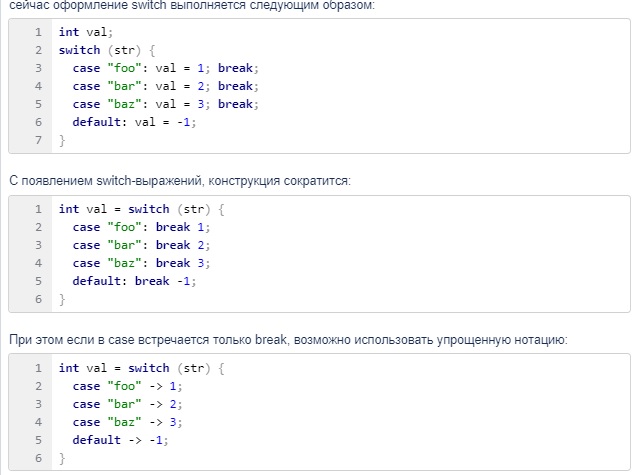 сейчас оформление switch выполняется следующим образом:
1 int val;
2 switch (str) {
3 case "foo": val = 1; break;
4 case "bar": val = 2; break;
5 case "baz": val = 3; break;
6 default: val = -1;
7 }
С появлением switch-выражений, конструкция сократится:
1 int val = switch (str) {
2 case "foo": break 1;
3 case "bar": break 2;
4 case "baz": break 3;
5 default: break -1;
6 }
При этом если в case встречается только break, возможно использовать упрощенную нотацию:
1 int val = switch (str) {
2 case "foo" -> 1;
3 case "bar" -> 2;
4 case "baz" -> 3;
5 default -> -1;
6 }